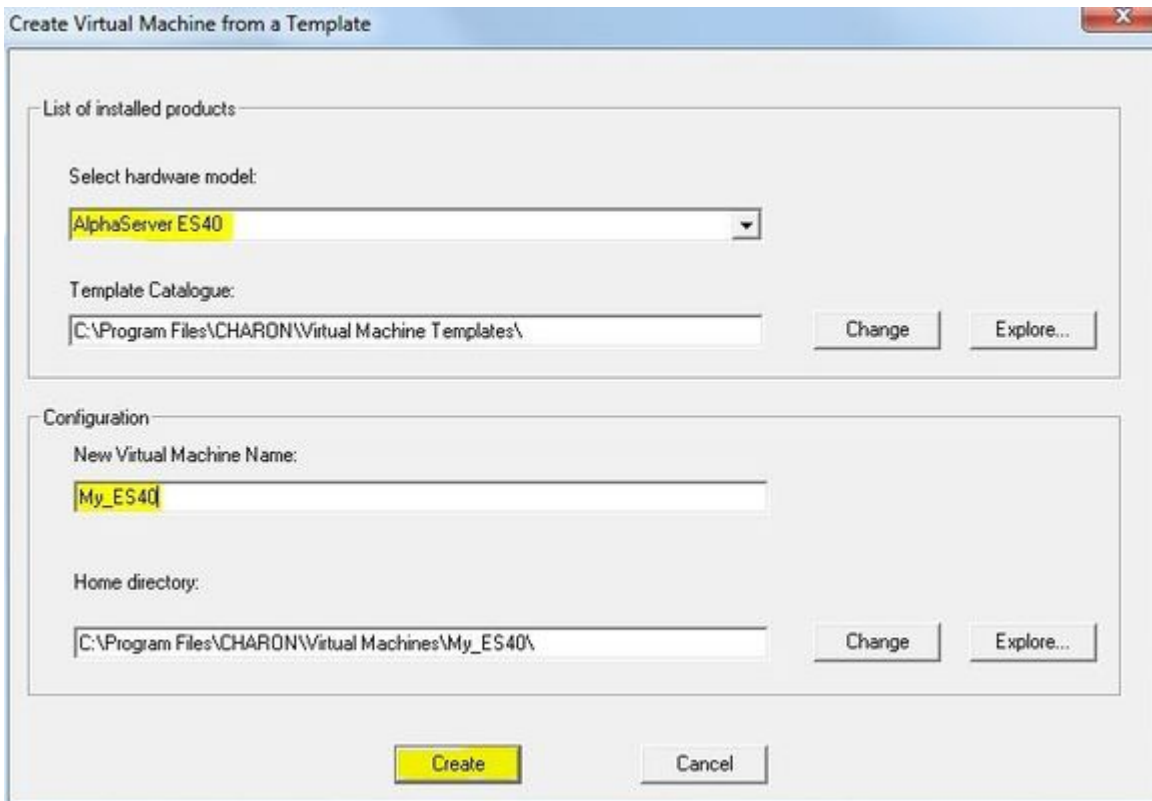 Create Virtual Machine from a Template
List of installed products
Select hardware model:
AlphaServer ES40
Template Catalogue:
C:\Program Files\CHARON\Virtual Machine Templates\
Change
Explore...
Configuration
New Virtual Machine Name:
My_ES40
Home directory:
C:\Program Files\CHARON\Virtual Machines\My_ES40\
Change
Explore...
Create
Cancel